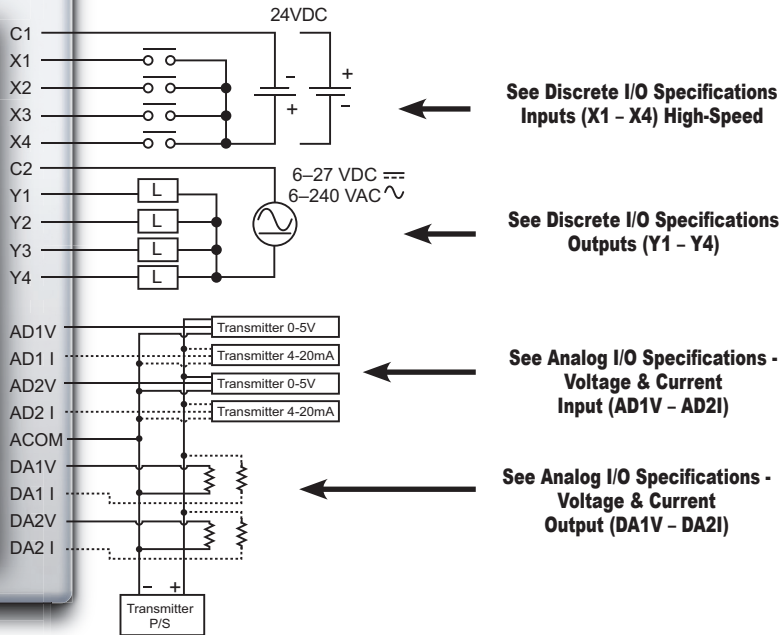 24VDC
C1
X1
X2
X3
X4
–
+
+
–
See Discrete I/O Specifications
Inputs (X1 – X4) High-Speed
C2
Y1
Y2
Y3
Y4
L
L
L
L
6–27 VDC
6–240 VAC
See Discrete I/O Specifications
Outputs (Y1 – Y4)
AD1V
AD1 I
AD2V
AD2 I
ACOM
DA1V
DA1 I
DA2V
DA2 I
Transmitter 0-5V
Transmitter 4-20mA
Transmitter 0-5V
Transmitter 4-20mA
See Analog I/O Specifications -
Voltage & Current
Input (AD1V – AD2I)
See Analog I/O Specifications -
Voltage & Current
Output (DA1V – DA2I)
– +
Transmitter
P/S